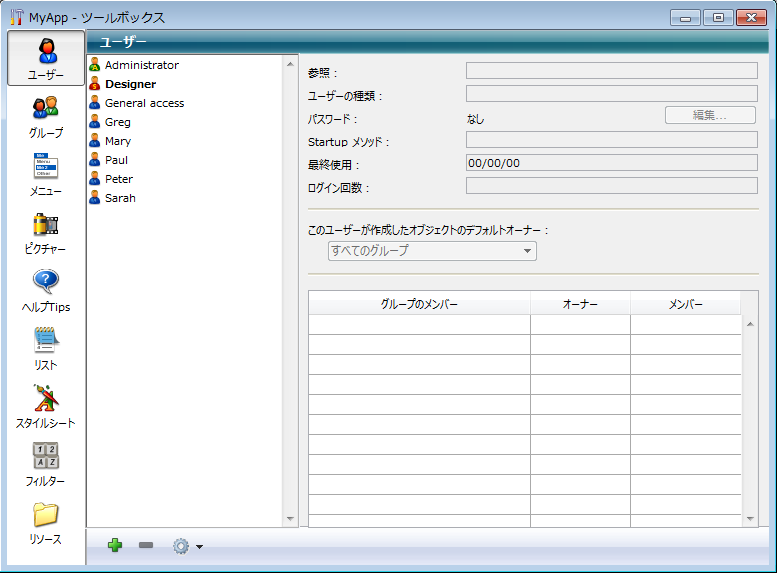 MyApp - ツールボックス
ユーザー
グループ
メニュー
ピクチャー
ヘルプTips
リスト
スタイルシート
フィルター
リソース
ユーザー
Administrator
Designer
General access
Greg
Mary
Paul
Peter
Sarah
参照 :
ユーザーの種類 :
パスワード : なし 編集...
Startup メソッド :
最終使用 : 00/00/00
ログイン回数 :
このユーザーが作成したオブジェクトのデフォルトオーナー :
すべてのグループ
グループのメンバー オーナー メンバー